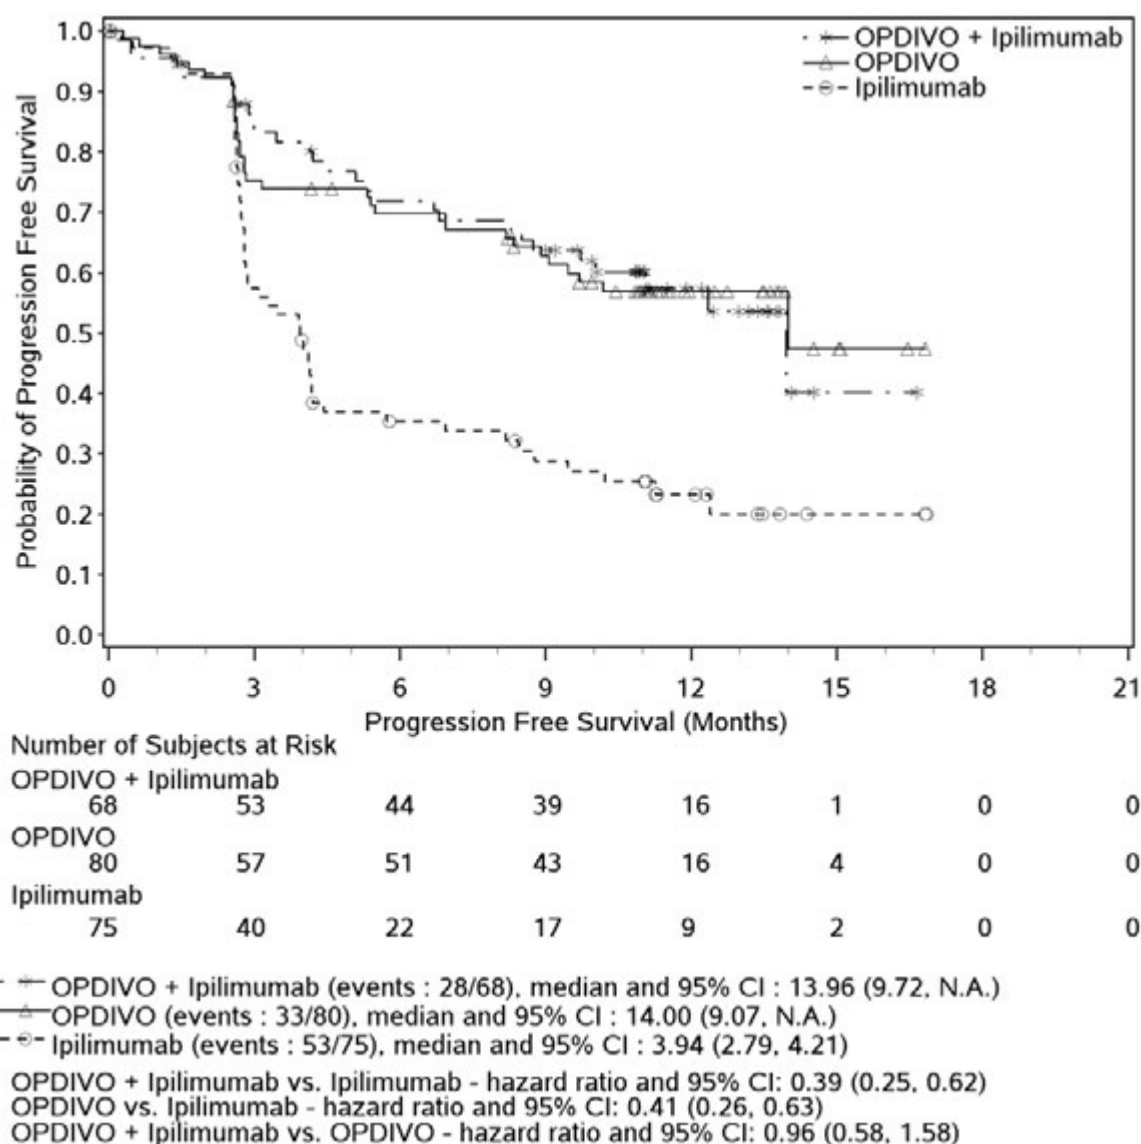 OPDIVO + Ipilimumab
OPDIVO
Ipilimumab
Probability of Progression Free Survival
1.0
0.9
0.8
0.7
0.6
0.5
0.4
0.3
0.2
0.1
0.0
0 3 6 9 12 15 18 21
Progression Free Survival (Months)
Number of Subjects at Risk
OPDIVO + Ipilimumab
68 53 44 39 16 1 0 0
OPDIVO
80 57 51 43 16 4 0 0
Ipilimumab
75 40 22 17 9 2 0 0
OPDIVO + Ipilimumab (events : 28/68), median and 95% CI : 13.96 (9.72, N.A.)
OPDIVO (events : 33/80), median and 95% CI : 14.00 (9.07, N.A.)
Ipilimumab (events : 53/75), median and 95% CI : 3.94 (2.79, 4.21)
OPDIVO + Ipilimumab vs. Ipilimumab - hazard ratio and 95% CI: 0.39 (0.25, 0.62)
OPDIVO vs. Ipilimumab - hazard ratio and 95% CI: 0.41 (0.26, 0.63)
OPDIVO + Ipilimumab vs. OPDIVO - hazard ratio and 95% CI: 0.96 (0.58, 1.58)